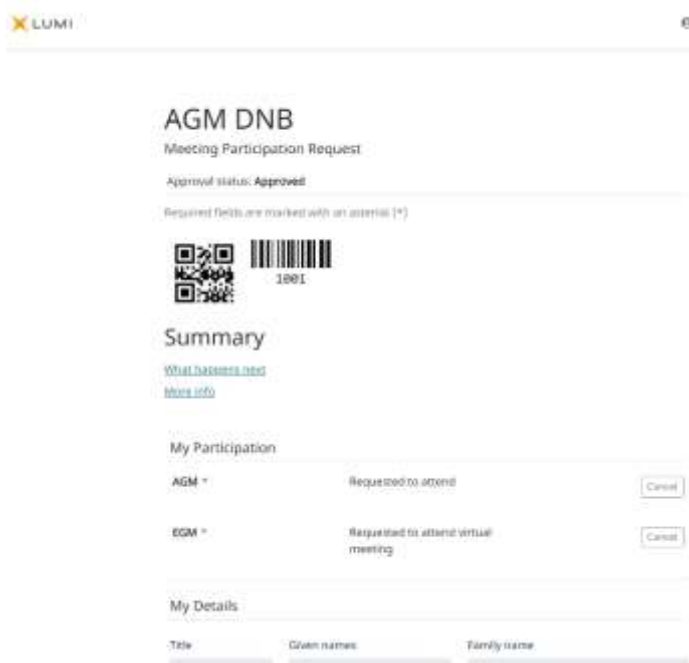 LUMI
AGM DNB
Meeting Participation Request
Approval status: Approved
Required fields are marked with an asterisk (*)
1001
Summary
What happens next
More info
My Participation
AGM *
Requested to attend
Cancel
EGM *
Requested to attend virtual
meeting
Cancel
My Details
Title
Given names
Family name